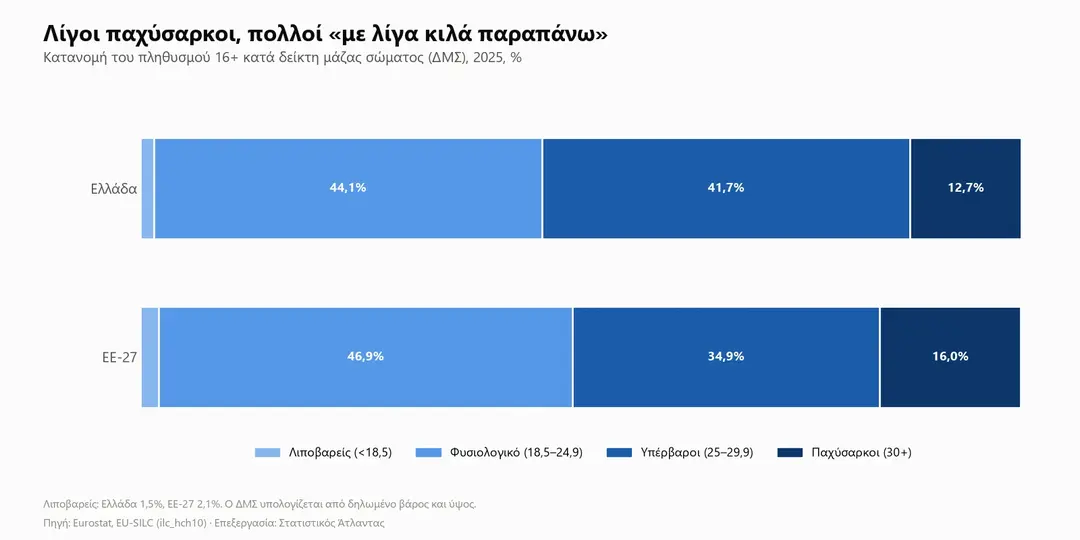 Λίγοι παχύσαρκοι, πολλοί «με λίγα κιλά παραπάνω»
Κατανομή του πληθυσμού 16+ κατά δείκτη μάζας σώματος (ΔΜΣ), 2025, %
Ελλάδα 44,1% 41,7% 12,7%
ΕΕ-27 46,9% 34,9% 16,0%
Λιποβαρείς (<18,5) Φυσιολογικό (18,5–24,9) Υπέρβαροι (25–29,9) Παχύσαρκοι (30+)
Λιποβαρείς: Ελλάδα 1,5%, ΕΕ-27 2,1%. Ο ΔΜΣ υπολογίζεται από δηλωμένο βάρος και ύψος.
Πηγή: Eurostat, EU-SILC (ilc_hch10) · Επεξεργασία: Στατιστικός Άτλαντας